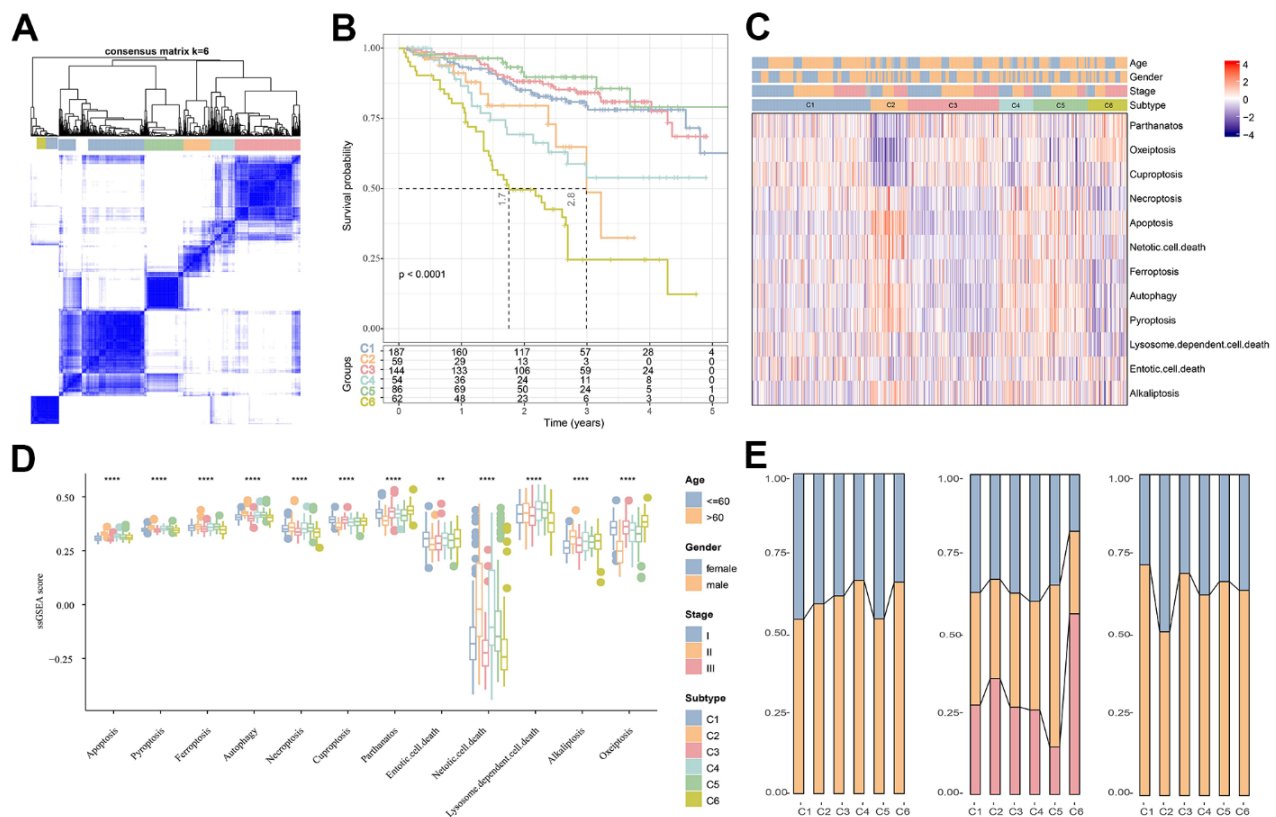 A
consensus matrix k=6
B
1.00
0.75
0.50
0.25
0.00
Survival probability
1.7
2.8
p < 0.0001
Groups
C1 187 160 117 57 28 4
C2 59 29 13 3 0 0
C3 144 133 106 59 24 0
C4 54 36 24 11 8 0
C5 86 69 50 24 5 1
C6 62 48 23 6 3 0
0 1 2 3 4 5
Time (years)
C
Age
Gender
Stage
Subtype
C1 C2 C3 C4 C5 C6
Parthanatos
Oxeiptosis
Cuproptosis
Necroptosis
Apoptosis
Netotic.cell.death
Ferroptosis
Autophagy
Pyroptosis
Lysosome.dependent.cell.death
Entotic.cell.death
Alkaliptosis
4
2
0
−2
−4
D
**** **** **** **** **** **** **** ** **** **** **** ****
0.50
0.25
0.00
−0.25
ssGSEA score
Apoptosis
Pyroptosis
Ferroptosis
Autophagy
Necroptosis
Cuproptosis
Parthanatos
Entotic.cell.death
Netotic.cell.death
Lysosome.dependent.cell.death
Alkaliptosis
Oxeiptosis
Age
<=60
>60
Gender
female
male
Stage
I
II
III
Subtype
C1
C2
C3
C4
C5
C6
E
1.00
0.75
0.50
0.25
0.00
C1 C2 C3 C4 C5 C6
1.00
0.75
0.50
0.25
0.00
C1 C2 C3 C4 C5 C6
1.00
0.75
0.50
0.25
0.00
C1 C2 C3 C4 C5 C6